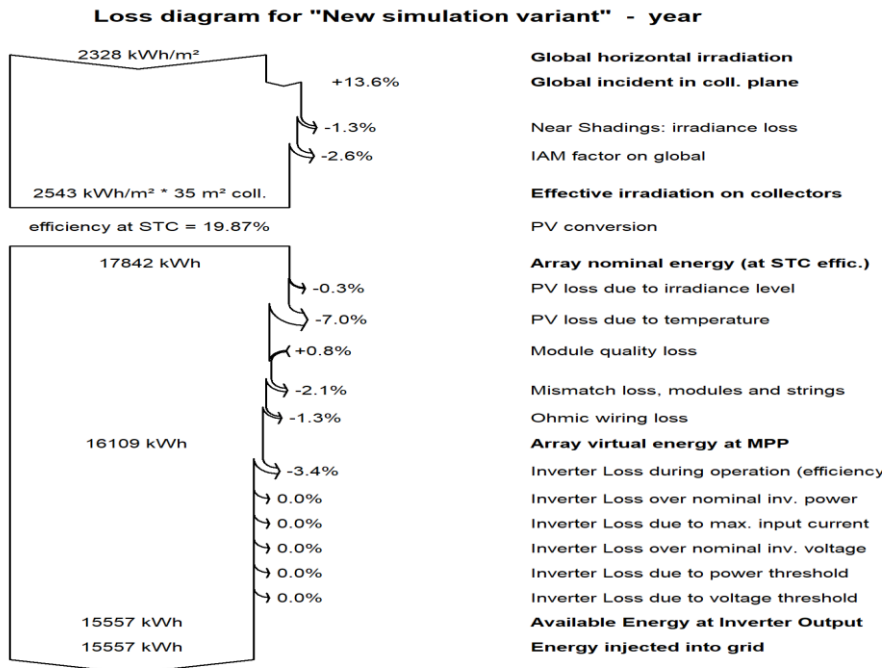 Loss diagram for "New simulation variant" - year
2328 kWh/m² Global horizontal irradiation
+13.6% Global incident in coll. plane
-1.3% Near Shadings: irradiance loss
-2.6% IAM factor on global
2543 kWh/m² * 35 m² coll. Effective irradiation on collectors
efficiency at STC = 19.87% PV conversion
17842 kWh Array nominal energy (at STC effic.)
-0.3% PV loss due to irradiance level
-7.0% PV loss due to temperature
+0.8% Module quality loss
-2.1% Mismatch loss, modules and strings
-1.3% Ohmic wiring loss
16109 kWh Array virtual energy at MPP
-3.4% Inverter Loss during operation (efficiency
0.0% Inverter Loss over nominal inv. power
0.0% Inverter Loss due to max. input current
0.0% Inverter Loss over nominal inv. voltage
0.0% Inverter Loss due to power threshold
0.0% Inverter Loss due to voltage threshold
15557 kWh Available Energy at Inverter Output
15557 kWh Energy injected into grid